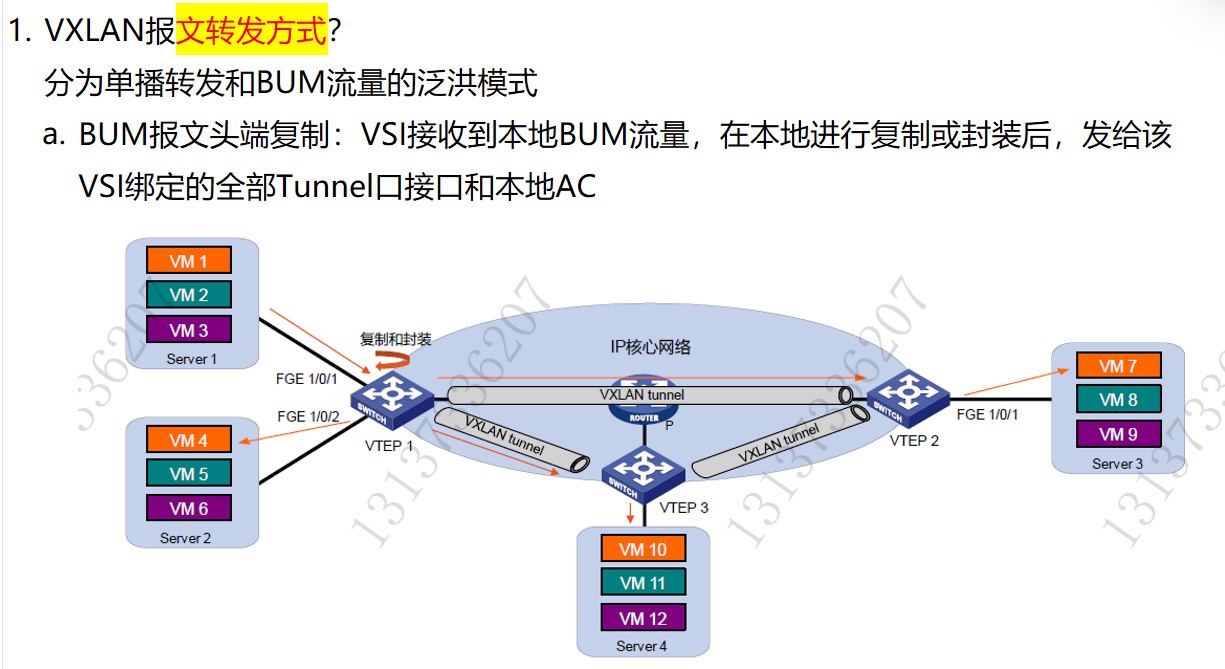 1. VXLAN报文转发方式?
分为单播转发和BUM流量的泛洪模式
a. BUM报文头端复制：VSI接收到本地BUM流量，在本地进行复制或封装后，发给该
VSI绑定的全部Tunnel口接口和本地AC
VM 1
VM 2
VM 3
Server 1
复制和封装
FGE 1/0/1
FGE 1/0/2
SWITCH
VTEP 1
VM 4
VM 5
VM 6
Server 2
IP核心网络
VXLAN tunnel
ROUTER
P
VXLAN tunnel
VXLAN tunnel
SWITCH
VTEP 2
FGE 1/0/1
VM 7
VM 8
VM 9
Server 3
SWITCH
VTEP 3
VM 10
VM 11
VM 12
Server 4
13137336207
13137336207